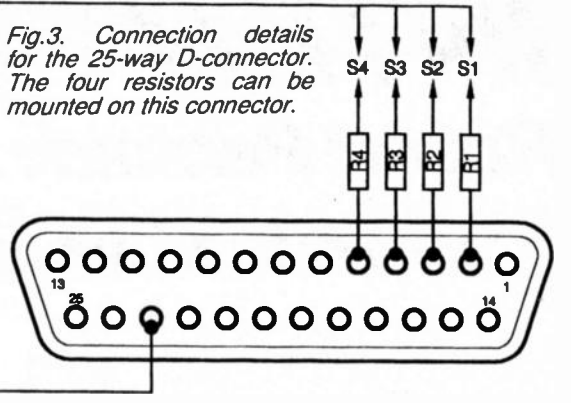 Fig.3. Connection details
for the 25-way D-connector.
The four resistors can be
mounted on this connector.
S4 S3 S2 S1
R4 R3 R2 R1
13 1
25 14